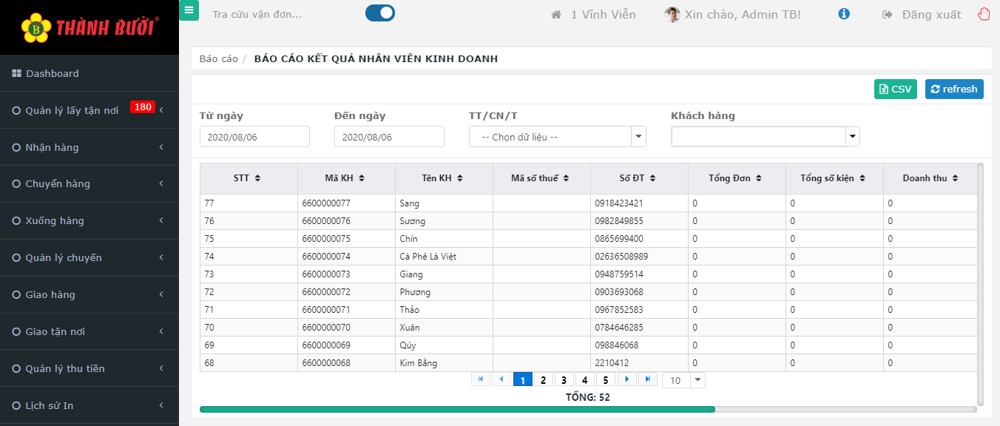 B THÀNH BƯỞI®
Tra cứu vận đơn...
1 Vĩnh Viễn
Xin chào, Admin TB!
Đăng xuất
Dashboard
Quản lý lấy tận nơi 180
Nhận hàng
Chuyển hàng
Xuống hàng
Quản lý chuyến
Giao hàng
Giao tận nơi
Quản lý thu tiền
Lịch sử In
Báo cáo / BÁO CÁO KẾT QUẢ NHÂN VIÊN KINH DOANH
CSV refresh
Từ ngày Đến ngày TT/CN/T Khách hàng
2020/08/06 2020/08/06 -- Chọn dữ liệu --
STT Mã KH Tên KH Mã số thuế Số ĐT Tổng Đơn Tổng số kiện Doanh thu
77 6600000077 Sang 0918423421 0 0 0
76 6600000076 Sương 0982849855 0 0 0
75 6600000075 Chín 0865699400 0 0 0
74 6600000074 Cà Phê Là Việt 02636508989 0 0 0
73 6600000073 Giang 0948759514 0 0 0
72 6600000072 Phương 0903693068 0 0 0
71 6600000071 Thảo 0967852583 0 0 0
70 6600000070 Xuân 0784646285 0 0 0
69 6600000069 Qúy 098846068 0 0 0
68 6600000068 Kim Bằng 2210412 0 0 0
1 2 3 4 5 10
TỔNG: 52